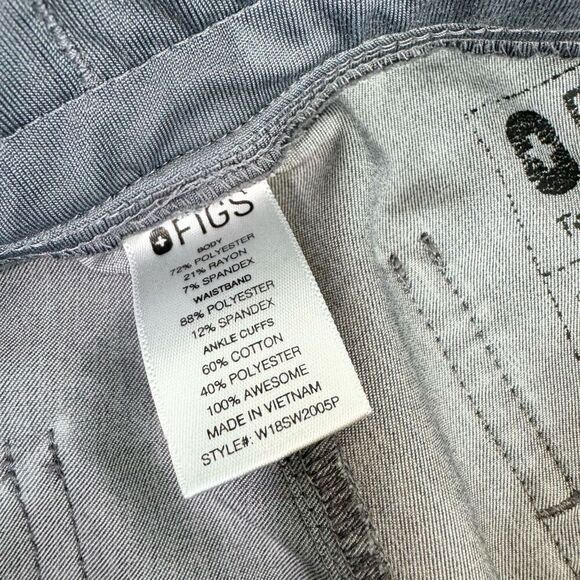 FIGS
BODY
72% POLYESTER
21% RAYON
7% SPANDEX
WAISTBAND
88% POLYESTER
12% SPANDEX
ANKLE CUFFS
60% COTTON
40% POLYESTER
100% AWESOME
MADE IN VIETNAM
STYLE#: W18SW2005P